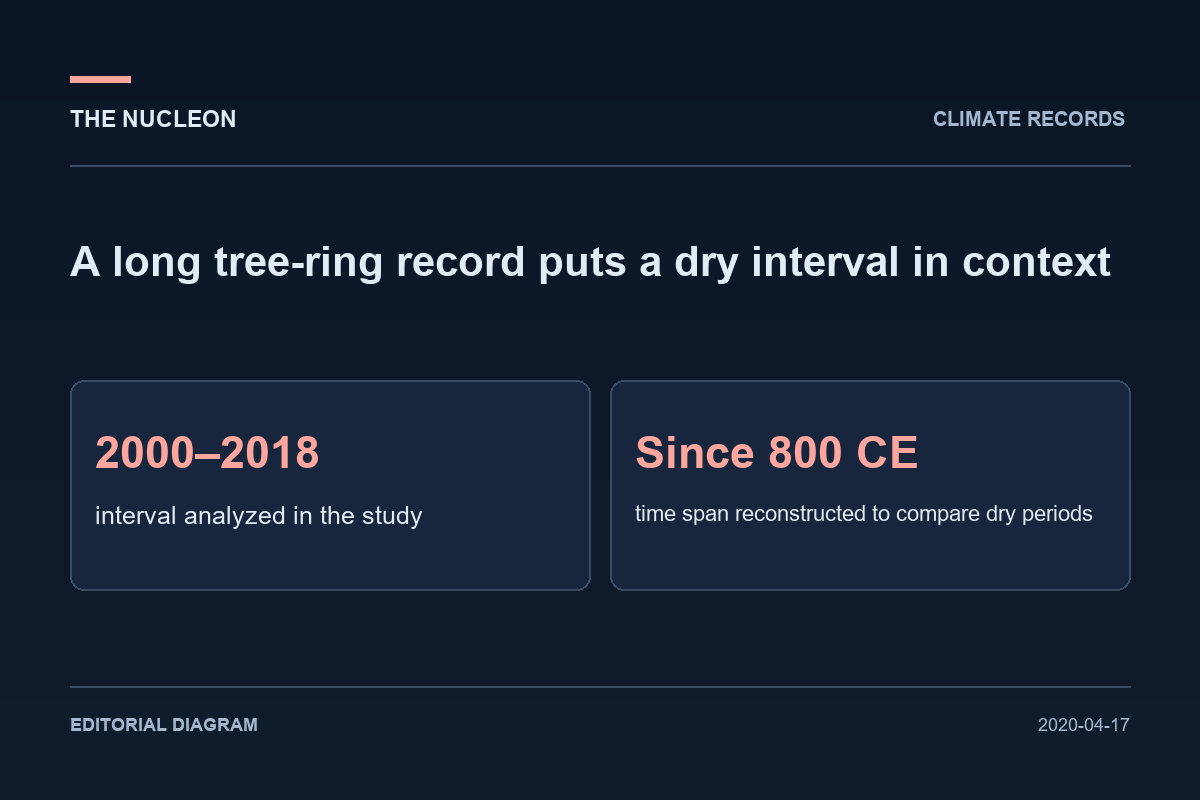 THE NUCLEON
CLIMATE RECORDS
A long tree-ring record puts a dry interval in context
2000–2018
interval analyzed in the study
Since 800 CE
time span reconstructed to compare dry periods
EDITORIAL DIAGRAM
2020-04-17